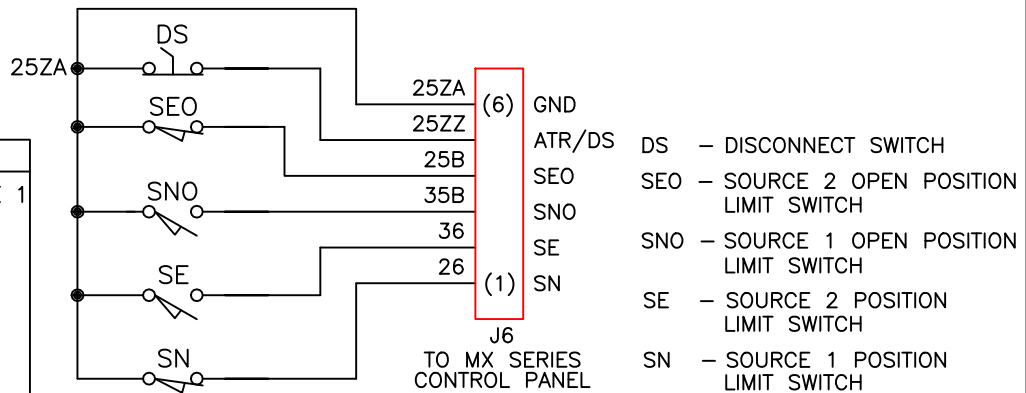 DS
25ZA
SEO
SNO
SE
SN
E 1
25ZA
25ZZ
25B
35B
36
26
(6)
(1)
GND
ATR/DS
SEO
SNO
SE
SN
J6
TO MX SERIES
CONTROL PANEL
DS – DISCONNECT SWITCH
SEO – SOURCE 2 OPEN POSITION
LIMIT SWITCH
SNO – SOURCE 1 OPEN POSITION
LIMIT SWITCH
SE – SOURCE 2 POSITION
LIMIT SWITCH
SN – SOURCE 1 POSITION
LIMIT SWITCH